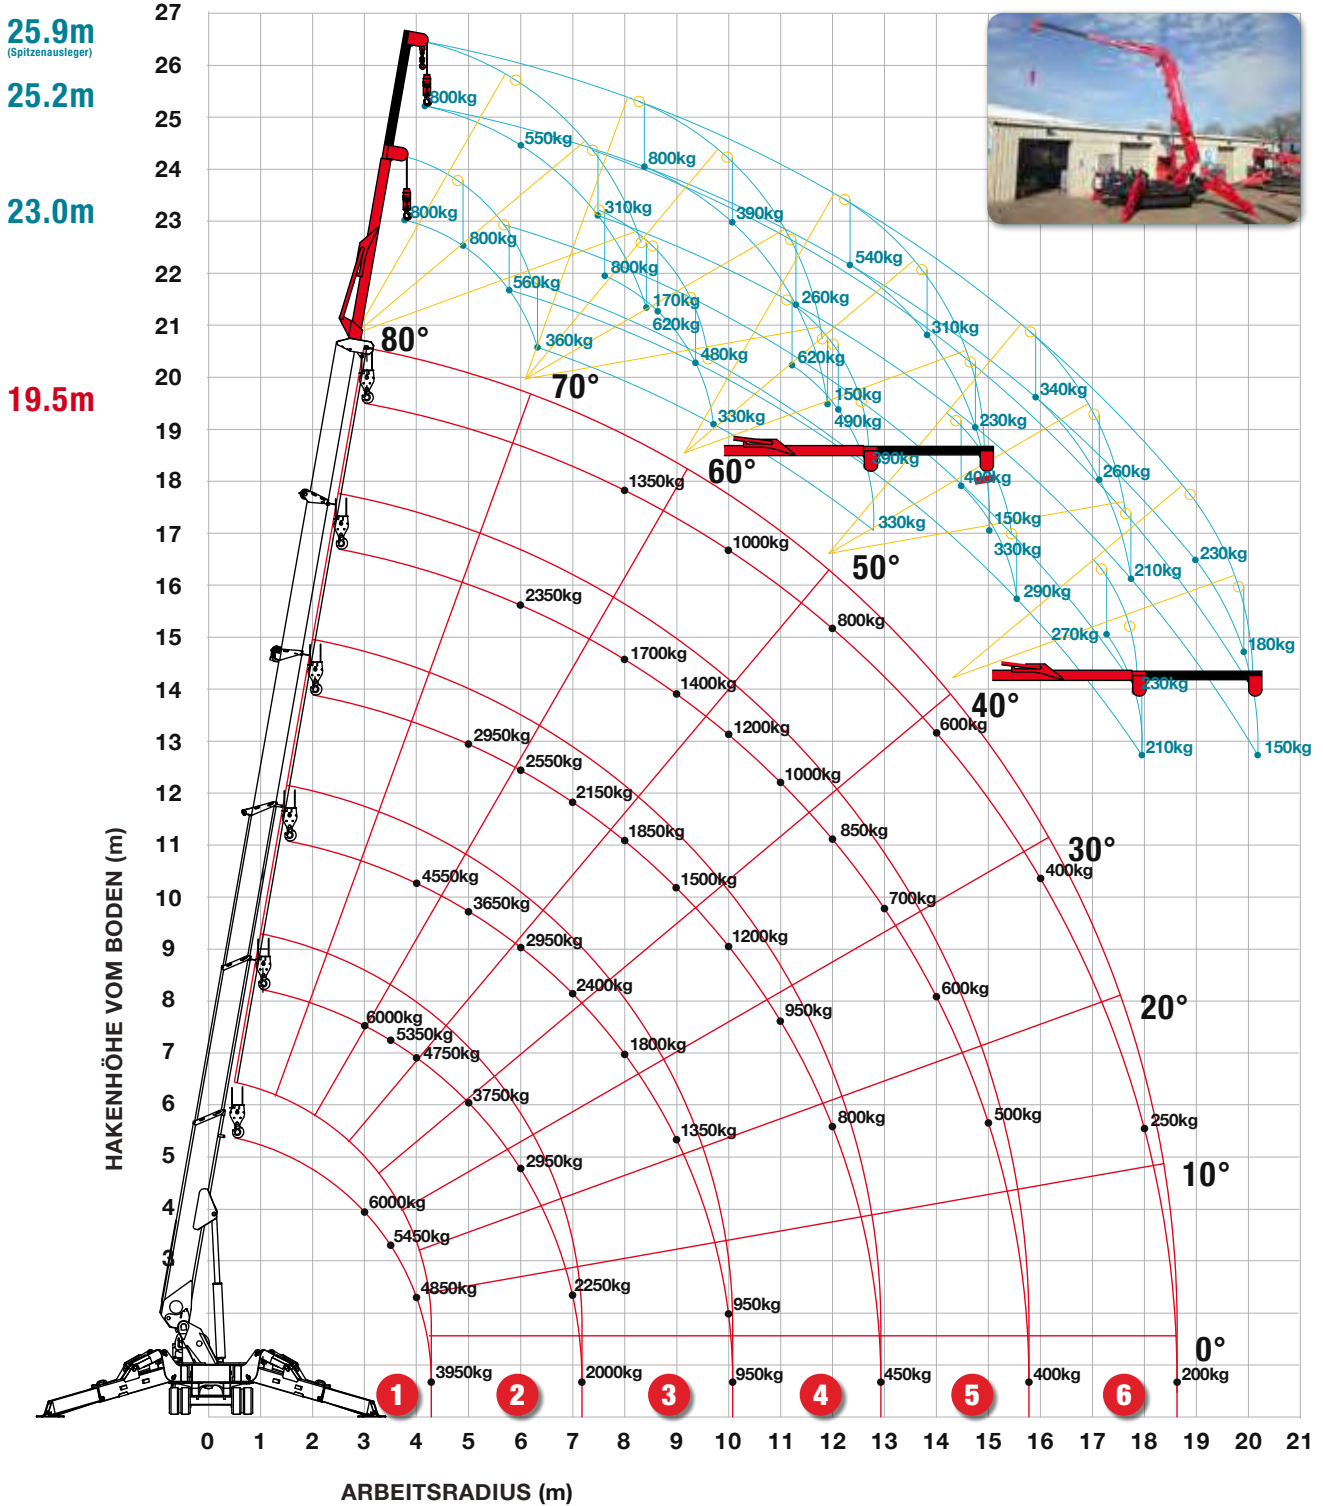 27
25.9m
(Spitzenausleger)
26
25.2m
800kg
25
550kg
800kg
24
23.0m
800kg
310kg
390kg
23
800kg
540kg
22
800kg
560kg
170kg
260kg
620kg
310kg
21
80°
360kg
480kg
620kg
340kg
20
70°
150kg
19.5m
330kg
490kg
230kg
19
60°
390kg
18
1350kg
400kg
260kg
330kg
150kg
17
1000kg
330kg
230kg
50°
210kg
16
2350kg
290kg
800kg
270kg
15
1700kg
180kg
14
1400kg
230kg
40°
1200kg
600kg
13
2950kg
210kg
150kg
2550kg
1000kg
12
2150kg
1850kg
850kg
11
30°
4550kg
1500kg
400kg
10
3650kg
700kg
2950kg
1200kg
9
2400kg
600kg
8
6000kg
950kg
20°
5350kg
4750kg
1800kg
7
3750kg
6
1350kg
800kg
500kg
250kg
5
2950kg
10°
4
6000kg
5450kg
3
4850kg
2250kg
950kg
0°
3950kg
2000kg
950kg
450kg
400kg
200kg
1 2 3 4 5 6
0 1 2 3 4 5 6 7 8 9 10 11 12 13 14 15 16 17 18 19 20 21
HAKENHÖHE VOM BODEN (m)
ARBEITSRADIUS (m)